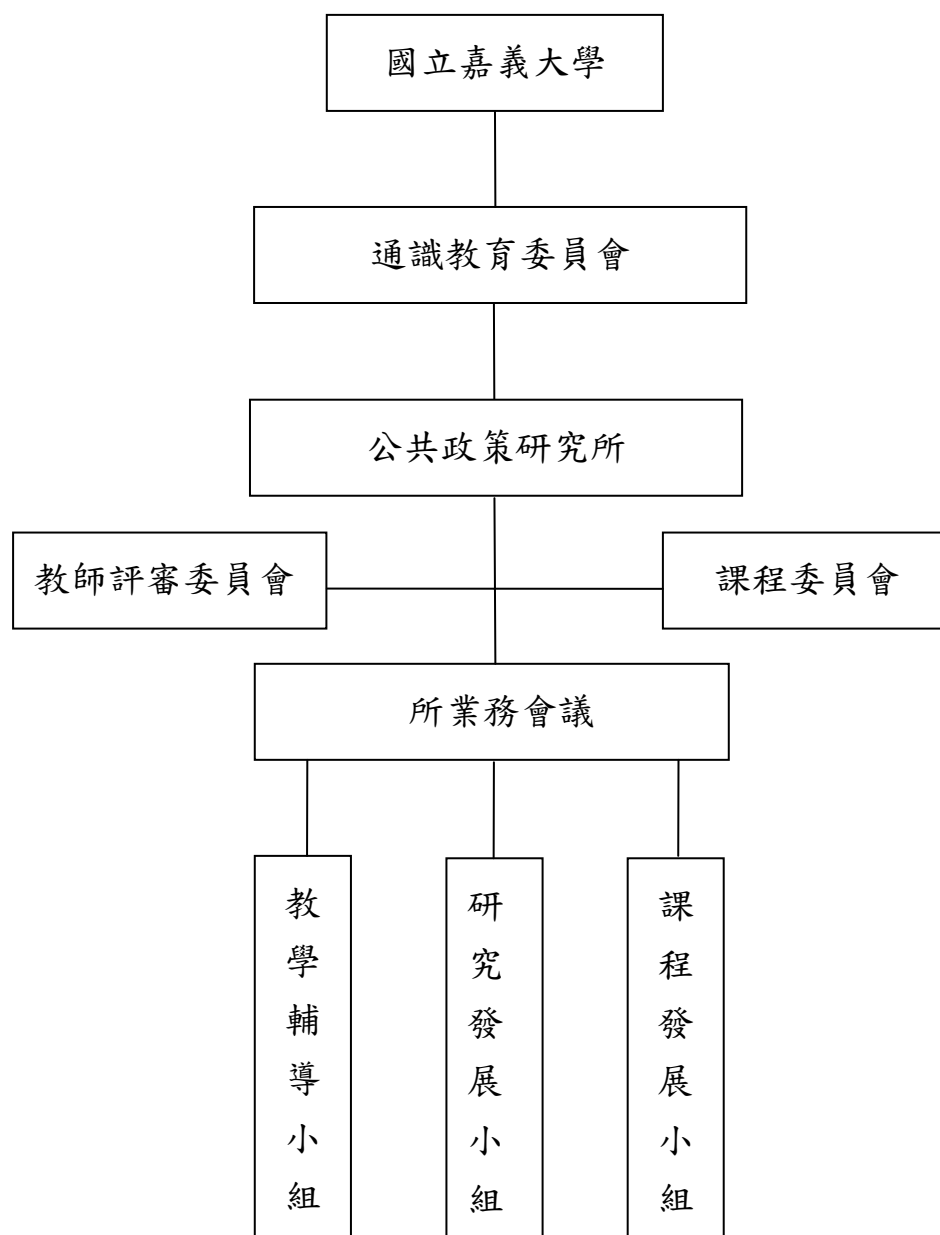 國立嘉義大學
通識教育委員會
公共政策研究所
教師評審委員會
課程委員會
所業務會議
教學輔導小組
研究發展小組
課程發展小組